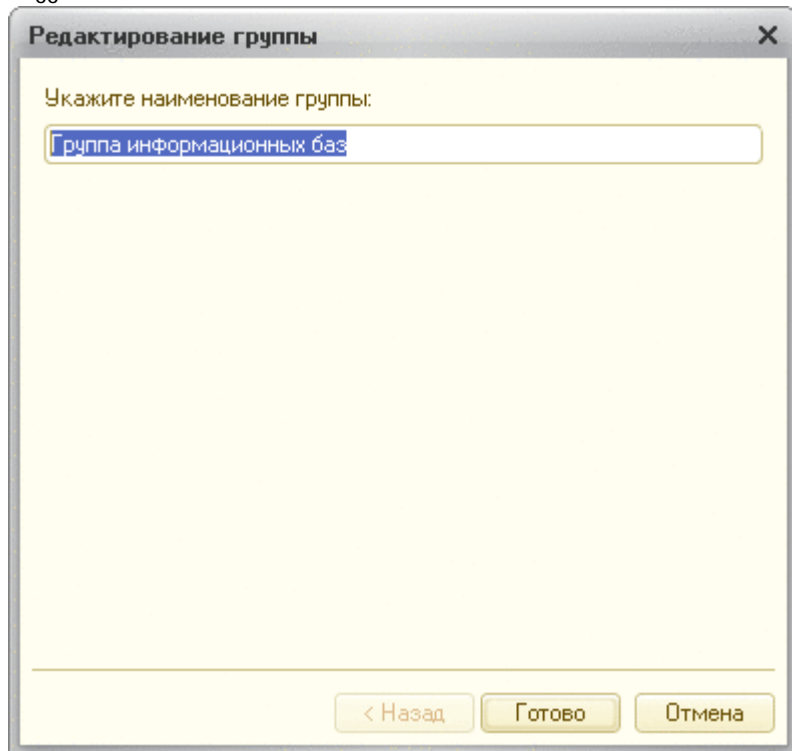 Редактирование группы
Укажите наименование группы:
Группа информационных баз
< Назад
Готово
Отмена